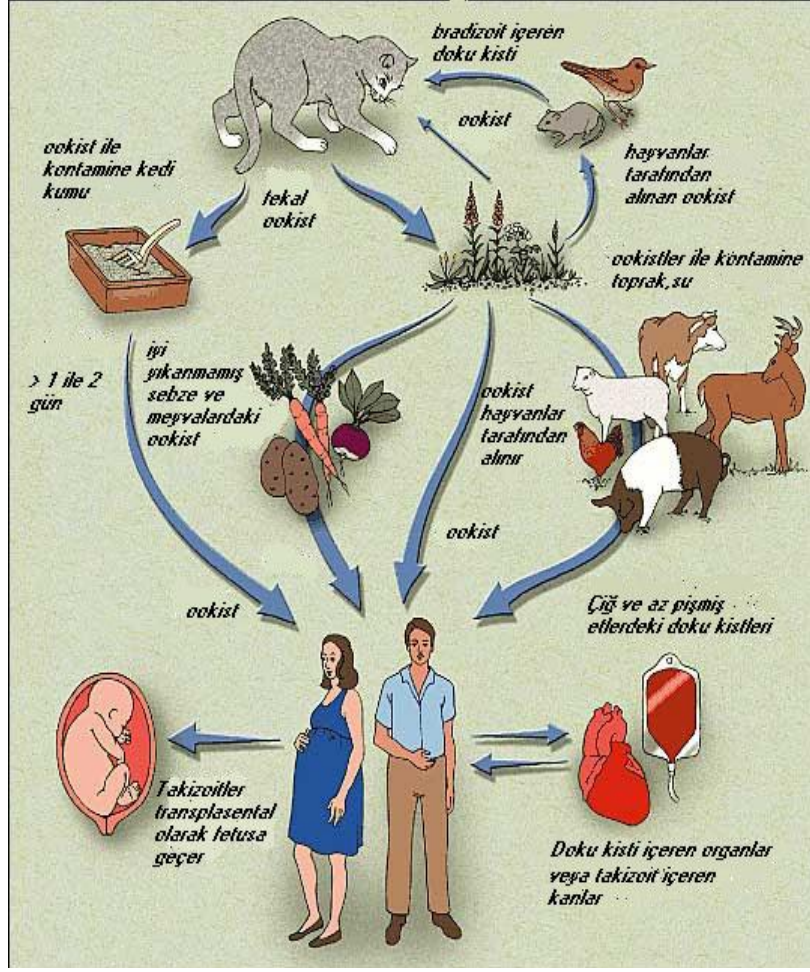 bradizoit içeren
doku kisti
ookist
ookist ile
kontamine kedi
kumu
hayvanlar
tarafından
alınan ookist
fekal
ookist
ookistler ile kontamine
toprak,su
> 1 ile 2
gün
iyi
yıkanmamış
sebze ve
meyvalardaki
ookist
ookist
hayvanlar
tarafından
alınır
ookist
ookist
Çiğ ve az pişmiş
etlerdeki doku kistleri
Takizoitler
transplasental
olarak fetusa
geçer
Doku kisti içeren organlar
veya takizoit içeren
kanlar